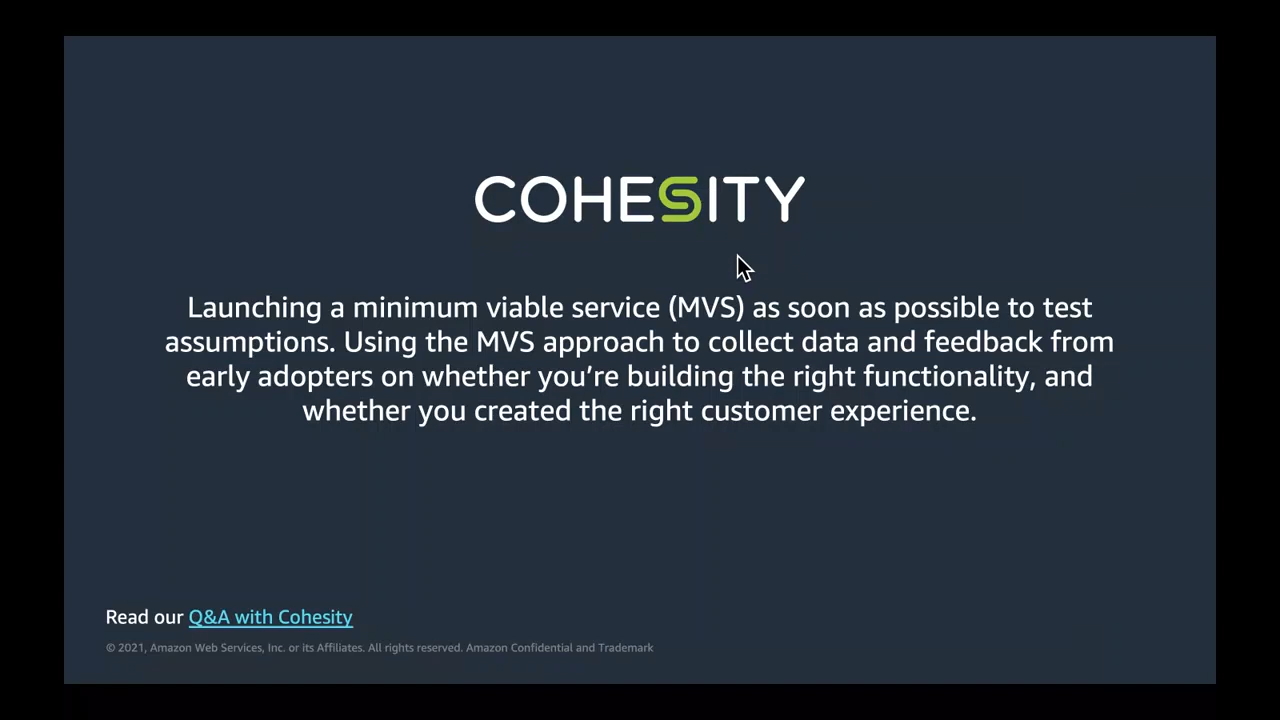 COHESITY
Launching a minimum viable service (MVS) as soon as possible to test
assumptions. Using the MVS approach to collect data and feedback from
early adopters on whether you’re building the right functionality, and
whether you created the right customer experience.
Read our Q&A with Cohesity
© 2021, Amazon Web Services, Inc. or its Affiliates. All rights reserved. Amazon Confidential and Trademark